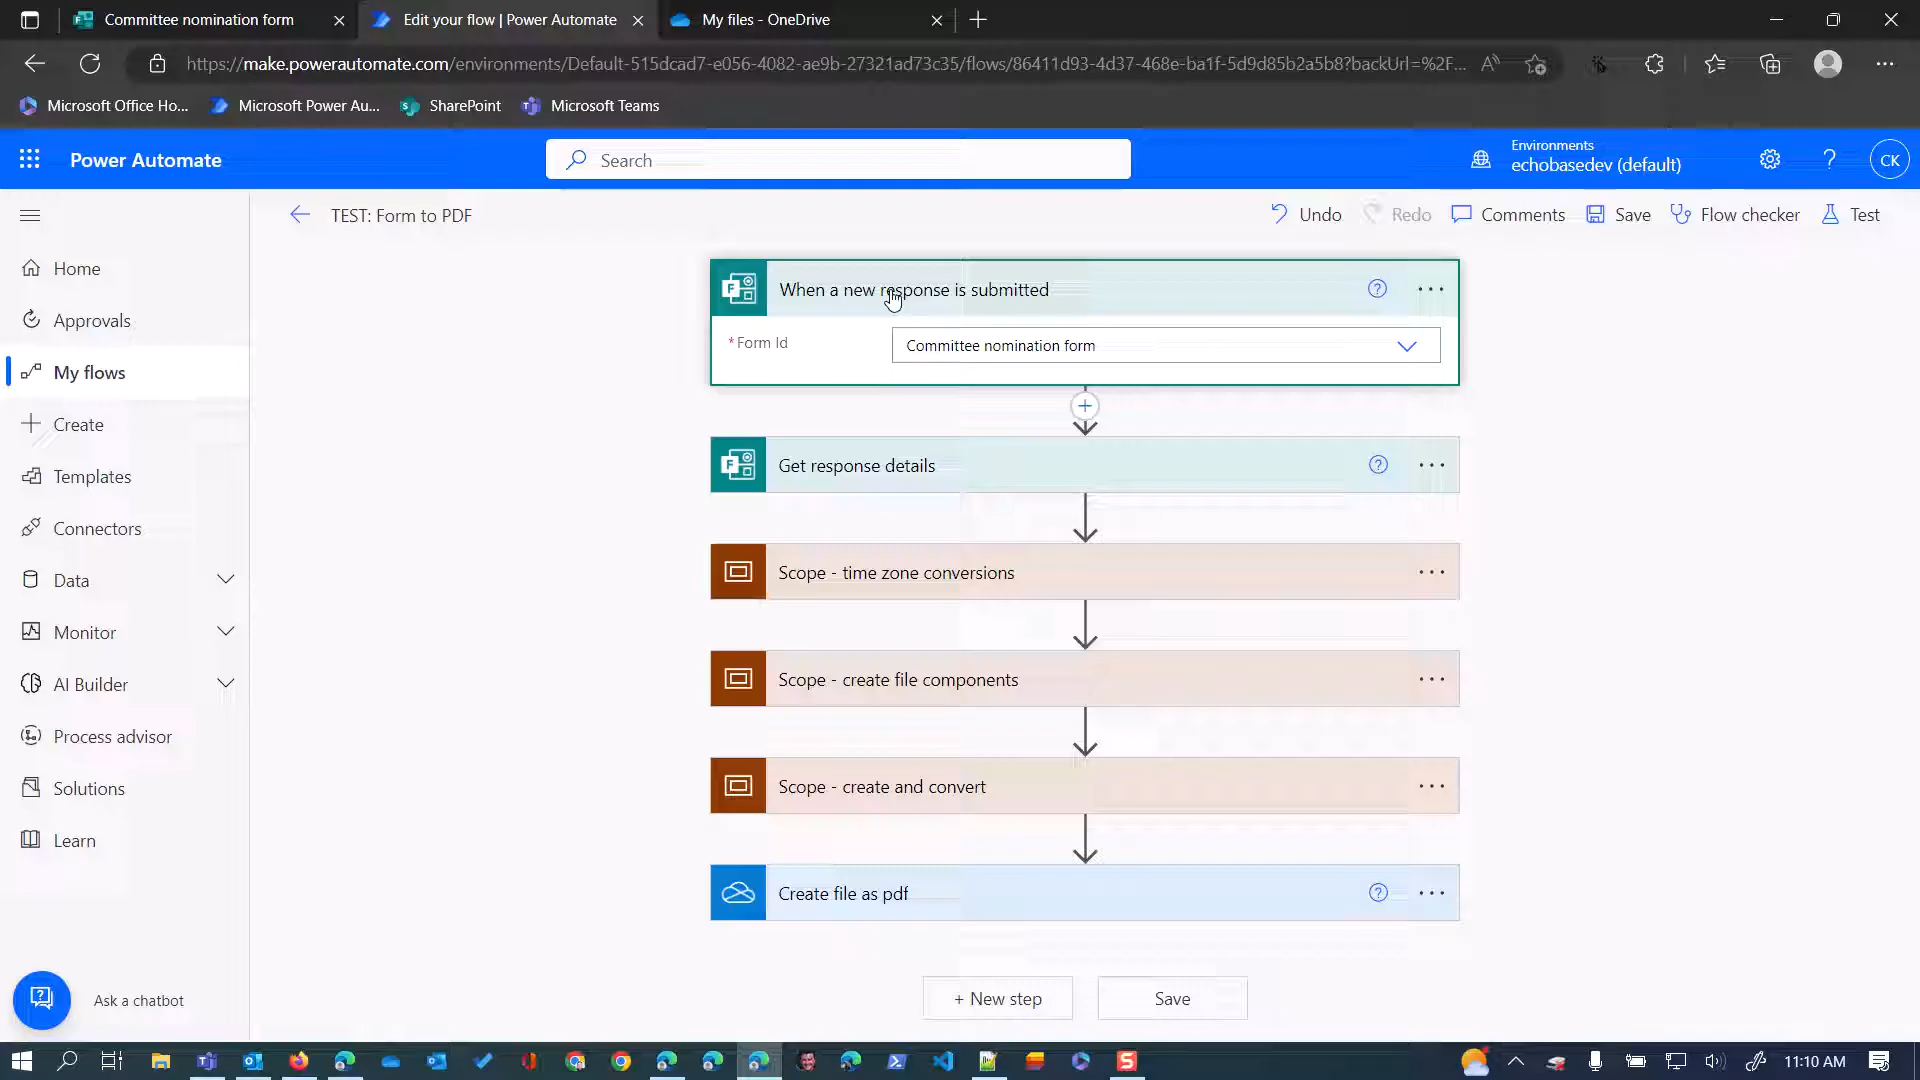 Committee nomination form
Edit your flow | Power Automate
My files - OneDrive
https://make.powerautomate.com/environments/Default-515dcad7-e056-4082-ae9b-27321ad73c35/flows/86411d93-4d37-468e-ba1f-5d9d85b2a5b8?backUrl=%2F...
Microsoft Office Ho...
Microsoft Power Au...
SharePoint
Microsoft Teams
Power Automate
Search
Environments
echobasedev (default)
CK
TEST: Form to PDF
Undo
Redo
Comments
Save
Flow checker
Test
Home
Approvals
My flows
Create
Templates
Connectors
Data
Monitor
AI Builder
Process advisor
Solutions
Learn
Ask a chatbot
When a new response is submitted
* Form Id
Committee nomination form
Get response details
Scope - time zone conversions
Scope - create file components
Scope - create and convert
Create file as pdf
+ New step
Save
11:10 AM